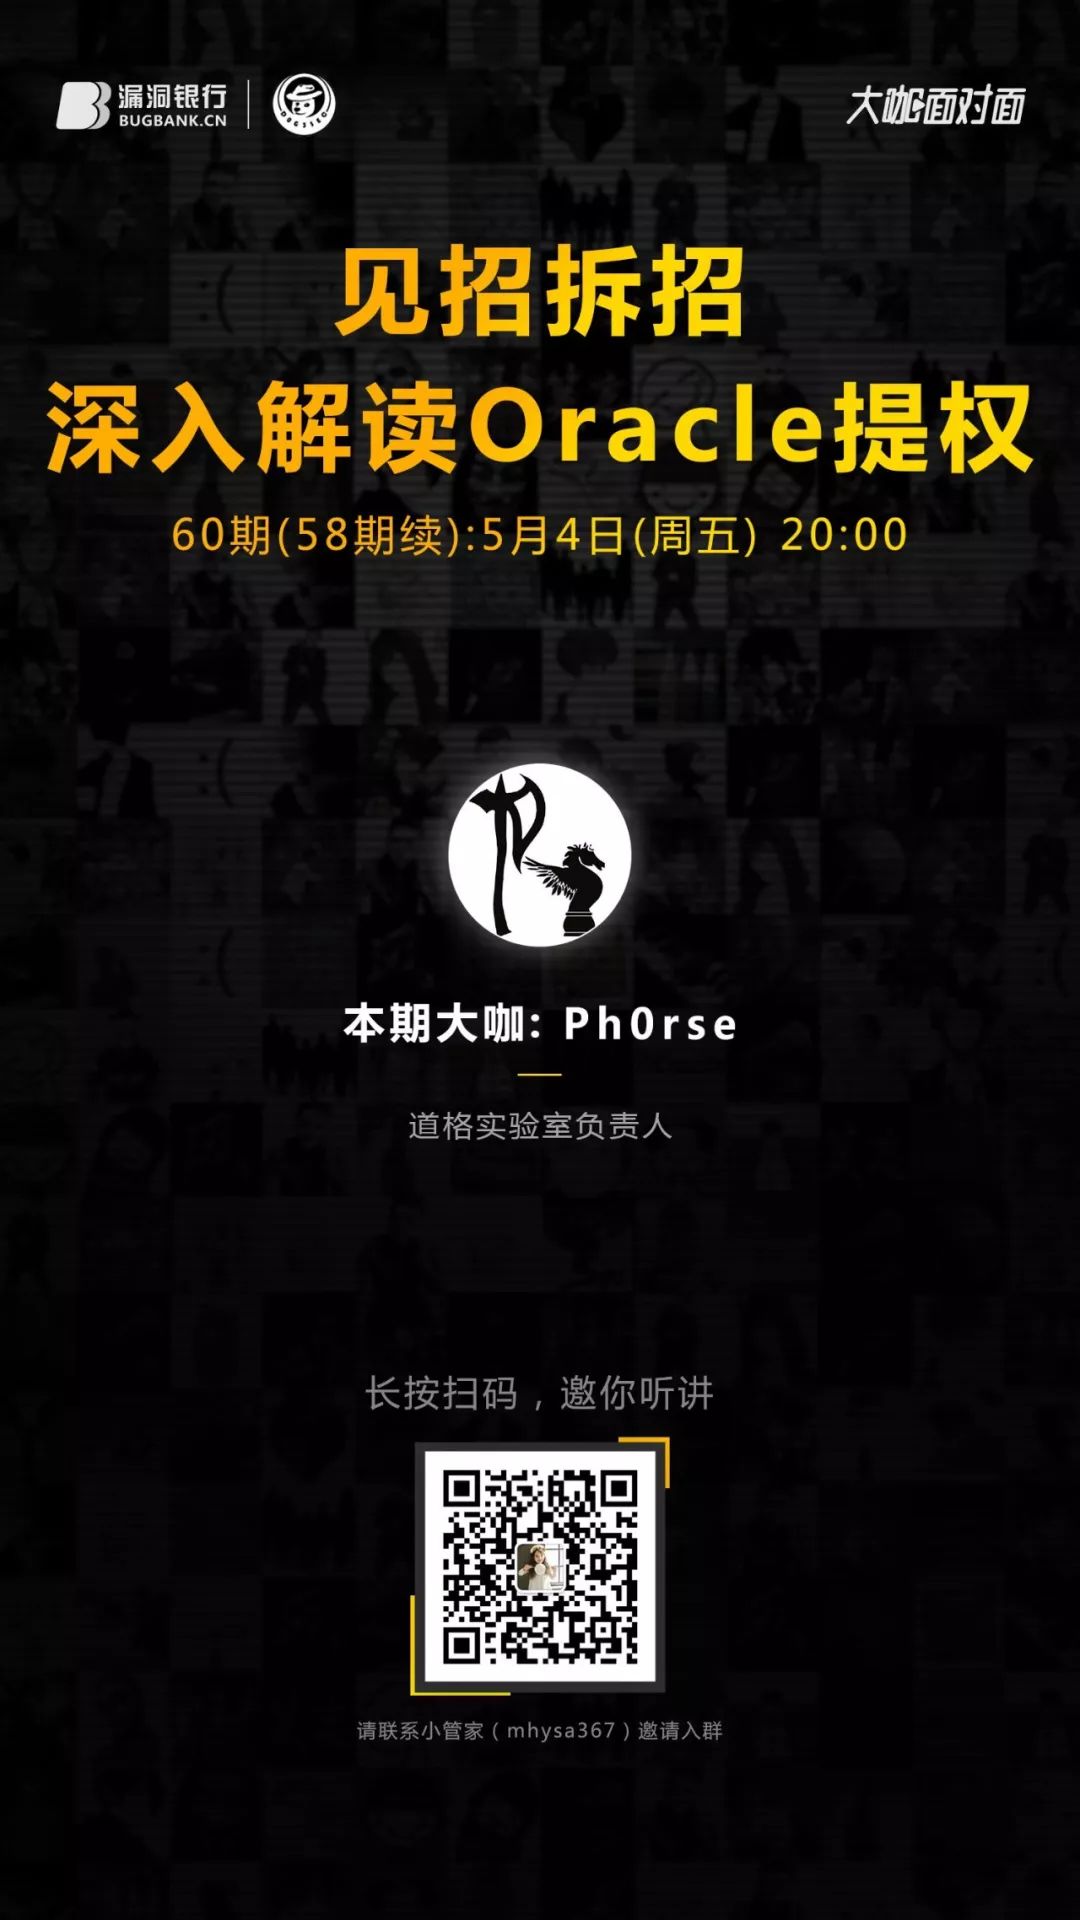 漏洞银行
BUGBANK.CN
大咖面对面
见招拆招
深入解读Oracle提权
60期(58期续):5月4日(周五) 20:00
本期大咖: Ph0rse
道格实验室负责人
长按扫码，邀你听讲
请联系小管家（mhysa367）邀请入群